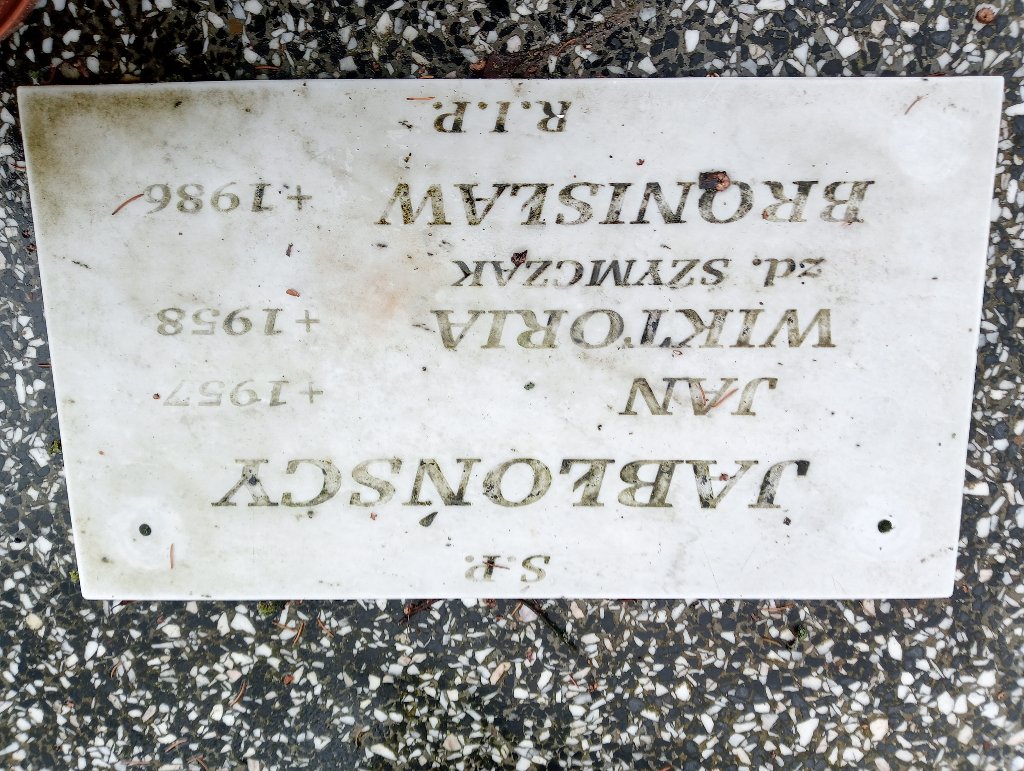 Ś.P.
JABŁOŃSCY
JAN +1957
WIKTORIA +1958
zd. SZYMCZAK
BRONISŁAW +1986
R.I.P.